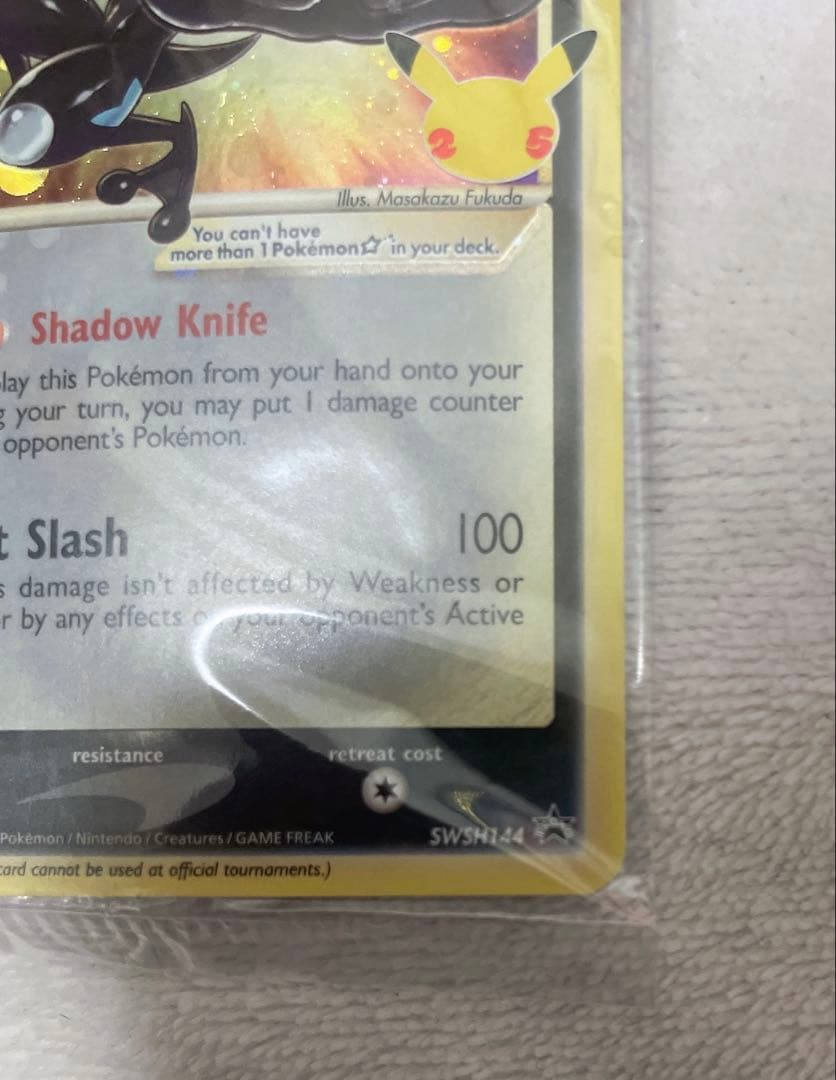 2 5
Illus. Masakazu Fukuda
You can't have
more than 1 Pokémon☆ in your deck.
Shadow Knife
lay this Pokémon from your hand onto your
g your turn, you may put 1 damage counter
opponent's Pokémon.
t Slash 100
s damage isn't affected by Weakness or
r by any effects your opponent's Active
resistance retreat cost
Pokémon / Nintendo / Creatures / GAME FREAK SWSH144
card cannot be used at official tournaments.)